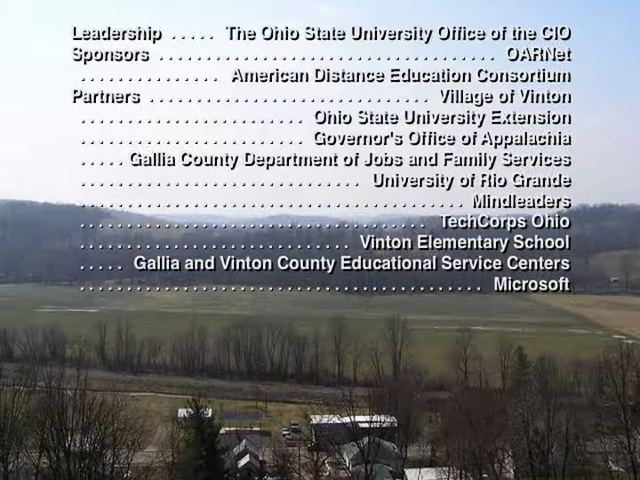 Leadership ..... The Ohio State University Office of the CIO
Sponsors .................................... OARNet
............... American Distance Education Consortium
Partners .............................. Village of Vinton
........................ Ohio State University Extension
........................ Governor's Office of Appalachia
..... Gallia County Department of Jobs and Family Services
.............................. University of Rio Grande
......................................... Mindleaders
..................................... TechCorps Ohio
............................. Vinton Elementary School
..... Gallia and Vinton County Educational Service Centers
........................................... Microsoft